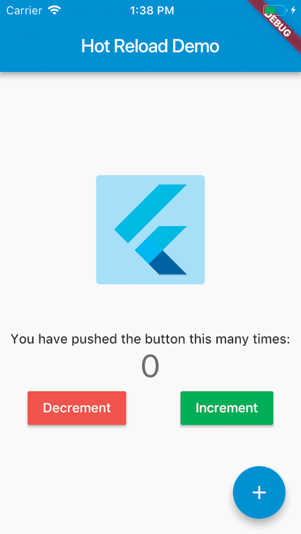 Carrier 1:38 PM
DEBUG
Hot Reload Demo
You have pushed the button this many times:
0
Decrement Increment
+